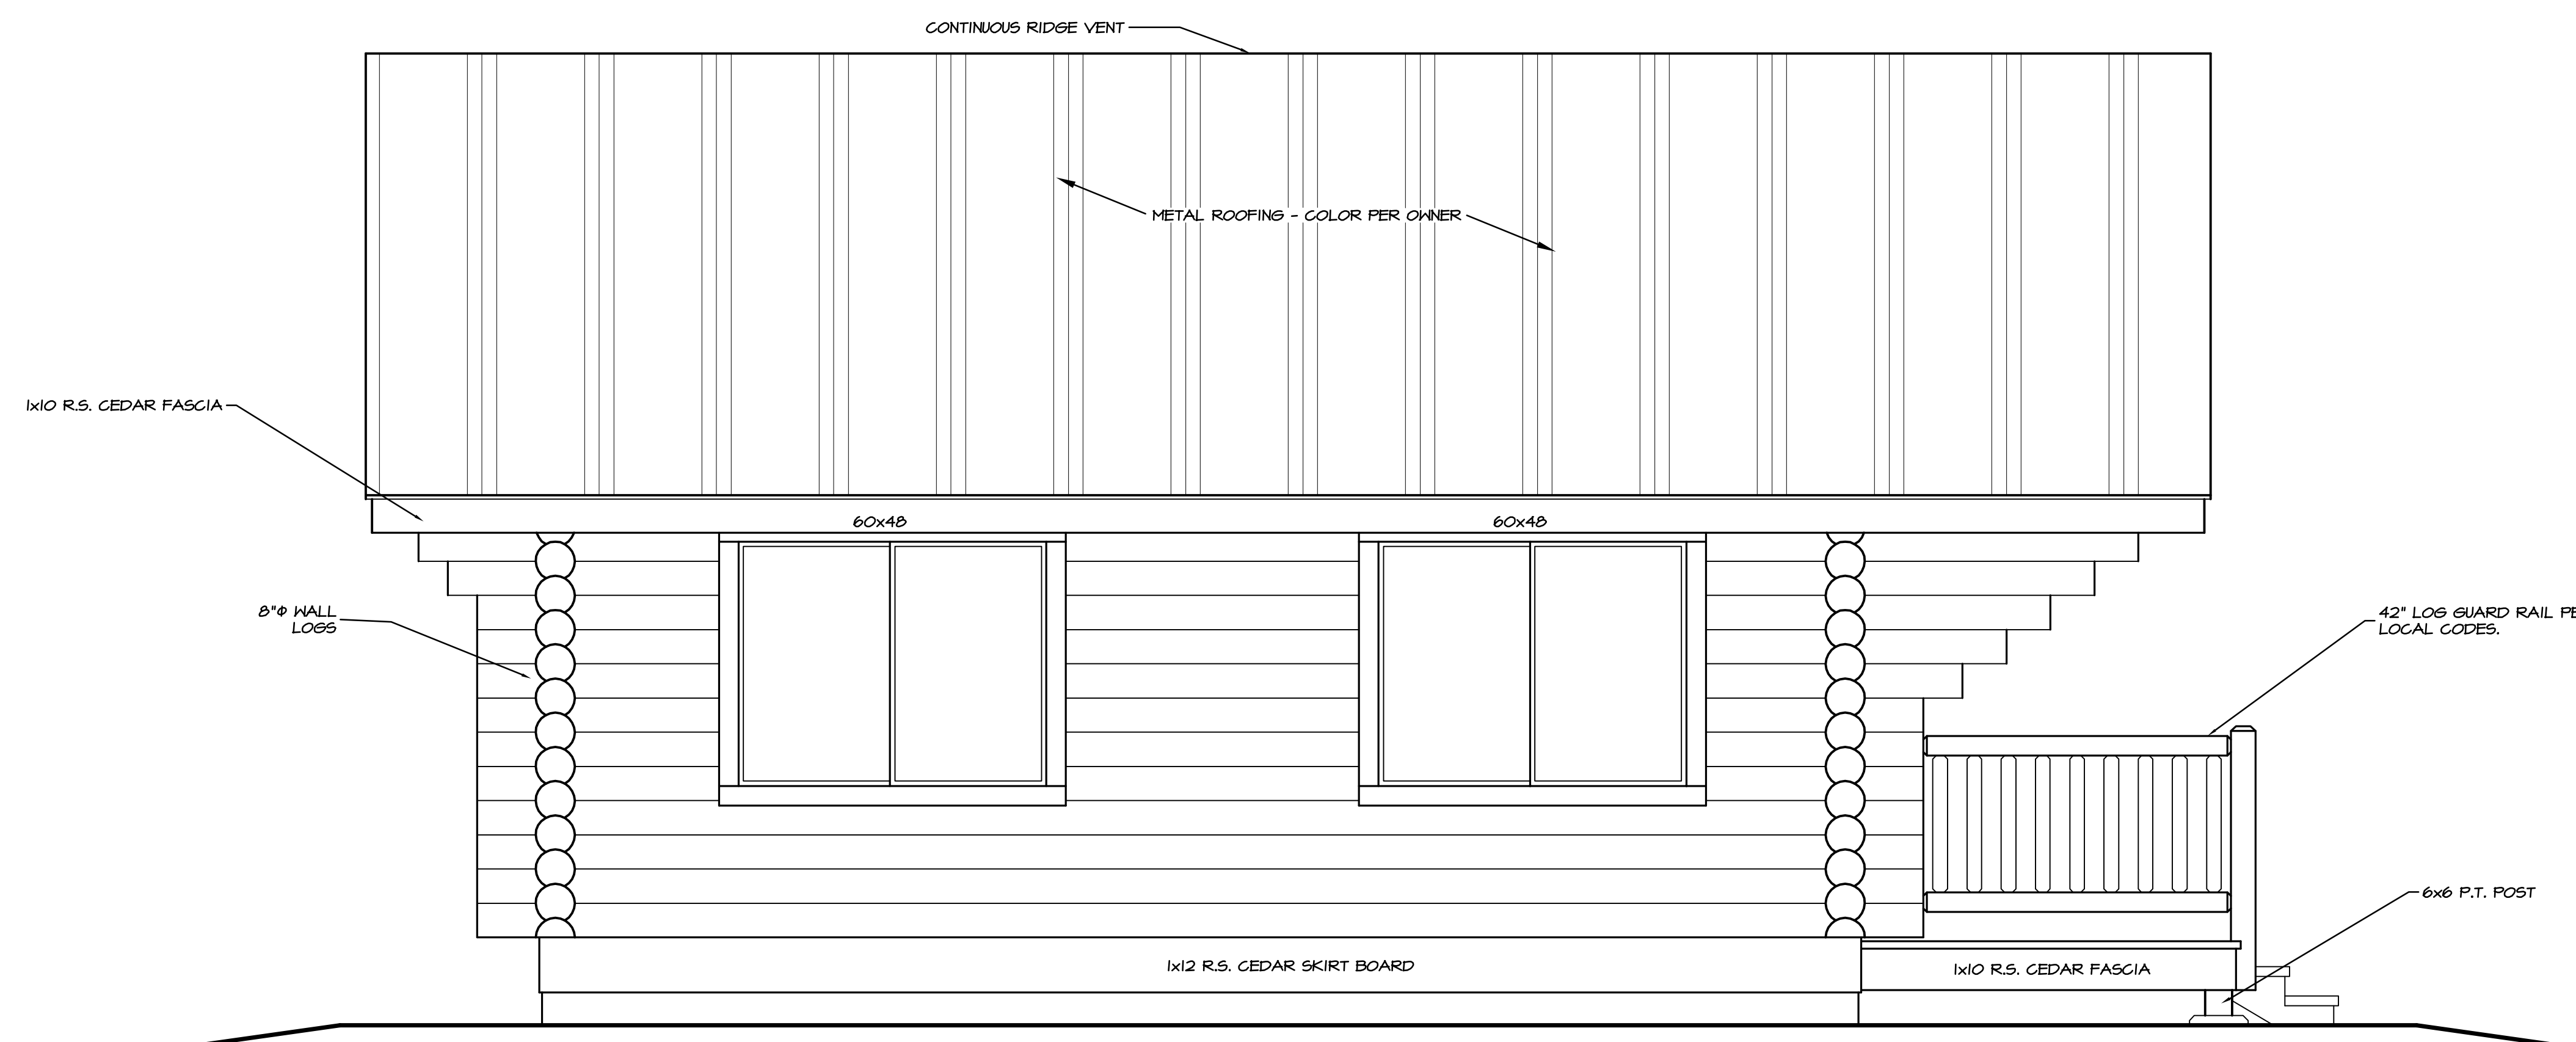 CONTINUOUS RIDGE VENT
METAL ROOFING - COLOR PER OWNER
1x10 R.S. CEDAR FASCIA
60x48
60x48
8"Φ WALL
LOGS
42" LOG GUARD RAIL
LOCAL CODES.
6x6 P.T. POST
1x12 R.S. CEDAR SKIRT BOARD
1x10 R.S. CEDAR FASCIA